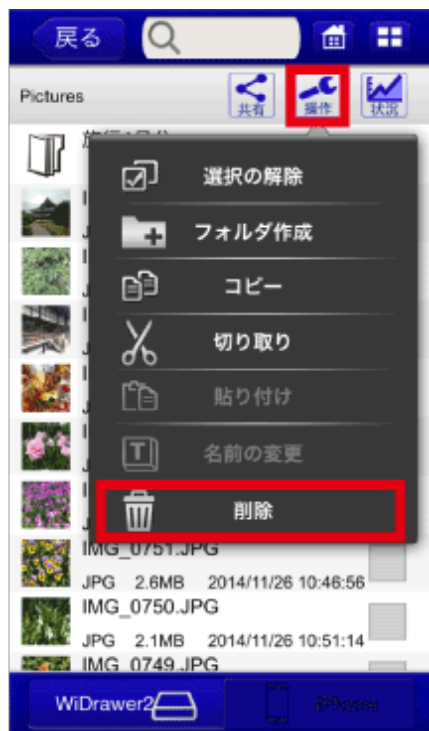 戻る
Pictures
共有
操作
状況
選択の解除
フォルダ作成
コピー
切り取り
貼り付け
名前の変更
削除
IMG_0751.JPG
JPG 2.6MB 2014/11/26 10:46:56
IMG_0750.JPG
JPG 2.1MB 2014/11/26 10:51:14
IMG_0749.JPG
WiDrawer2
iPhone